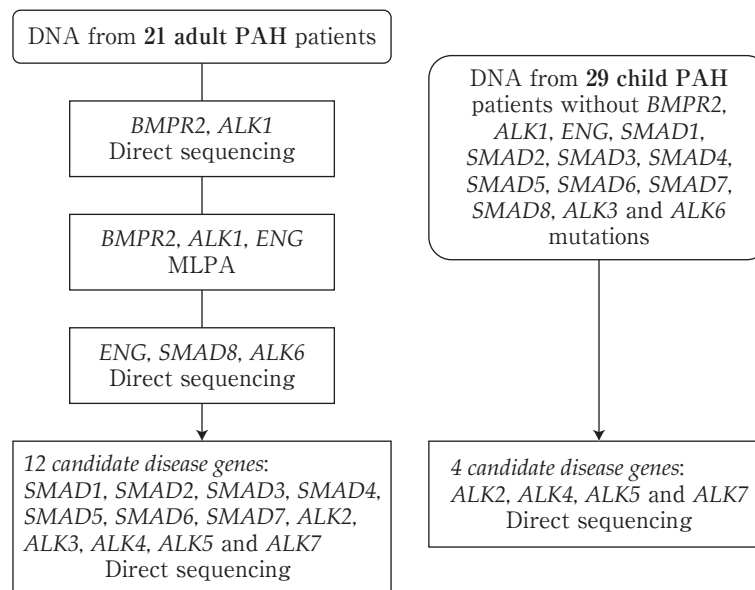 DNA from 21 adult PAH patients
BMPR2, ALK1
Direct sequencing
BMPR2, ALK1, ENG
MLPA
ENG, SMAD8, ALK6
Direct sequencing
12 candidate disease genes:
SMAD1, SMAD2, SMAD3, SMAD4,
SMAD5, SMAD6, SMAD7, ALK2,
ALK3, ALK4, ALK5 and ALK7
Direct sequencing
DNA from 29 child PAH
patients without BMPR2,
ALK1, ENG, SMAD1,
SMAD2, SMAD3, SMAD4,
SMAD5, SMAD6, SMAD7,
SMAD8, ALK3 and ALK6
mutations
4 candidate disease genes:
ALK2, ALK4, ALK5 and ALK7
Direct sequencing